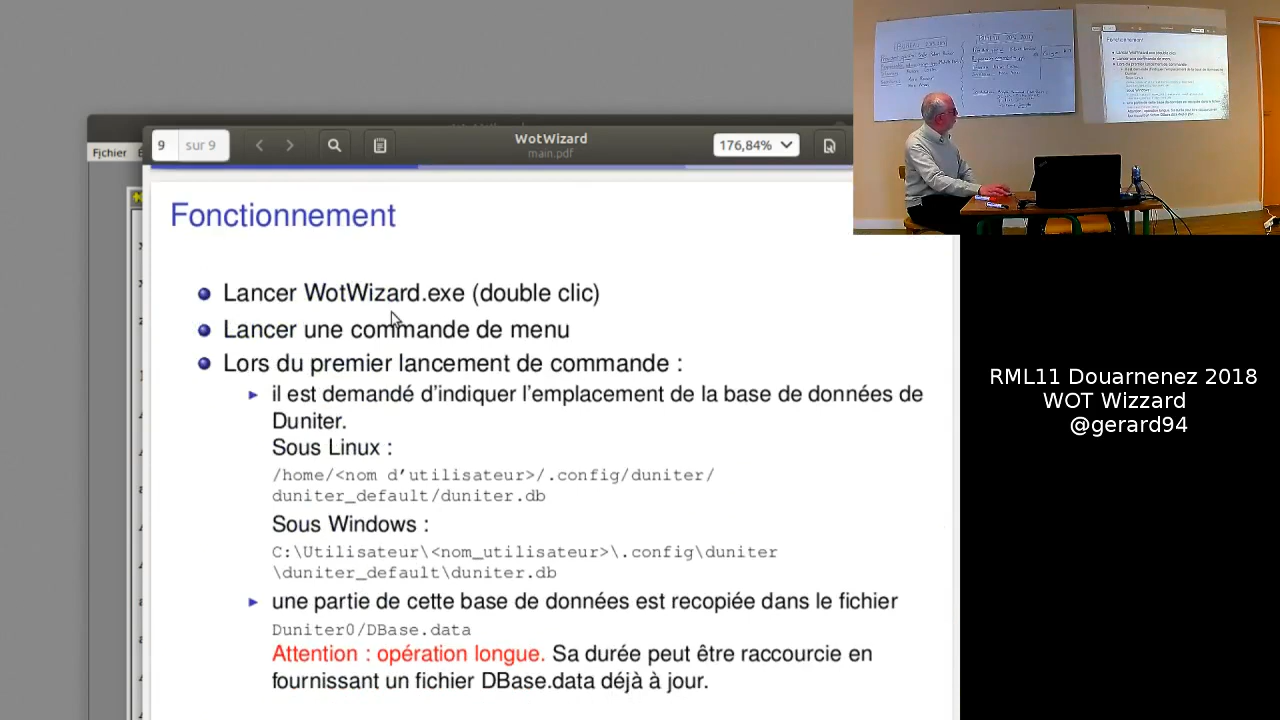 Fjchier
9 sur 9
WotWizard
main.pdf
176,84%
Fonctionnement
Lancer WotWizard.exe (double clic)
Lancer une commande de menu
Lors du premier lancement de commande :
il est demandé d'indiquer l'emplacement de la base de données de
Duniter.
Sous Linux :
/home/<nom d'utilisateur>/.config/duniter/
duniter_default/duniter.db
Sous Windows :
C:\Utilisateur\<nom_utilisateur>\.config\duniter
\duniter_default\duniter.db
une partie de cette base de données est recopiée dans le fichier
Duniter0/DBase.data
Attention : opération longue. Sa durée peut être raccourcie en
fournissant un fichier DBase.data déjà à jour.
RML11 Douarnenez 2018
WOT Wizzard
@gerard94